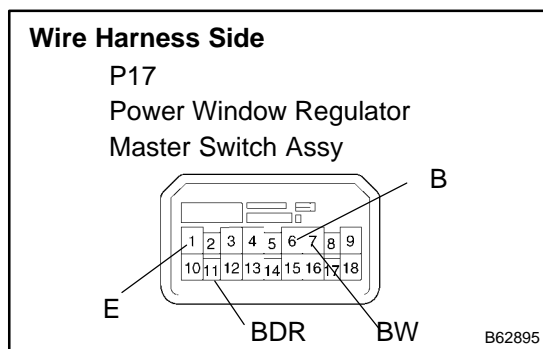 Wire Harness Side
P17
Power Window Regulator
Master Switch Assy
B
1 2 3 4 5 6 7 8 9
10 11 12 13 14 15 16 17 18
E
BDR
BW
B62895